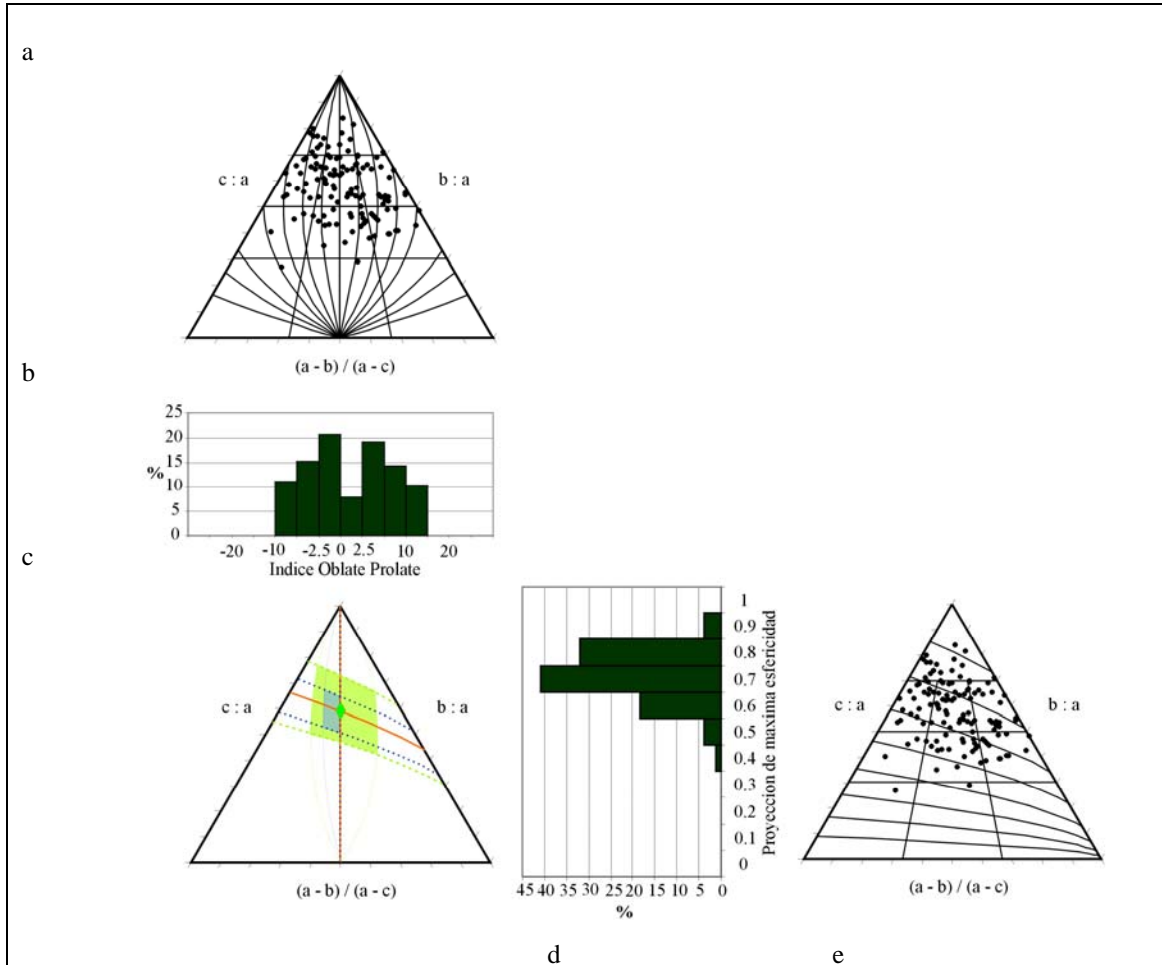 a
c : a
b : a
(a - b) / (a - c)
b
25
20
15
10
5
0
%
-20 -10 -2.5 0 2.5 10 20
Indice Oblate Prolate
c
c : a
b : a
(a - b) / (a - c)
1
0.9
0.8
0.7
0.6
0.5
0.4
0.3
0.2
0.1
0
Proyeccion de maxima esfericidad
45 40 35 30 25 20 15 10 5 0
%
c : a
b : a
(a - b) / (a - c)
d
e